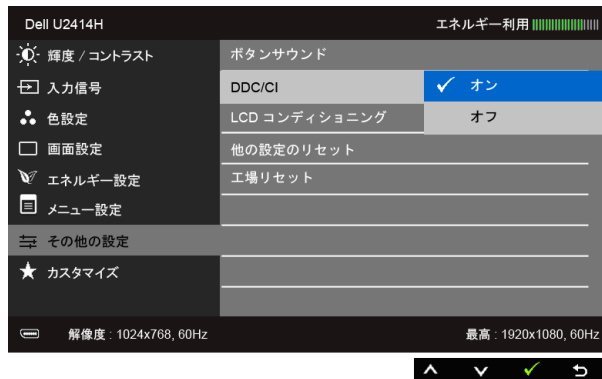 Dell U2414H
エネルギー利用
輝度 / コントラスト
ボタンサウンド
入力信号
DDC/CI
オン
色設定
LCD コンディショニング
オフ
画面設定
他の設定のリセット
エネルギー設定
工場リセット
メニュー設定
その他の設定
カスタマイズ
解像度 : 1024x768, 60Hz
最高 : 1920x1080, 60Hz